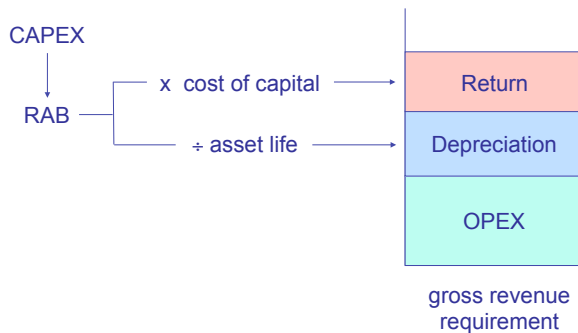 CAPEX
RAB
x cost of capital
÷ asset life
Return
Depreciation
OPEX
gross revenue
requirement